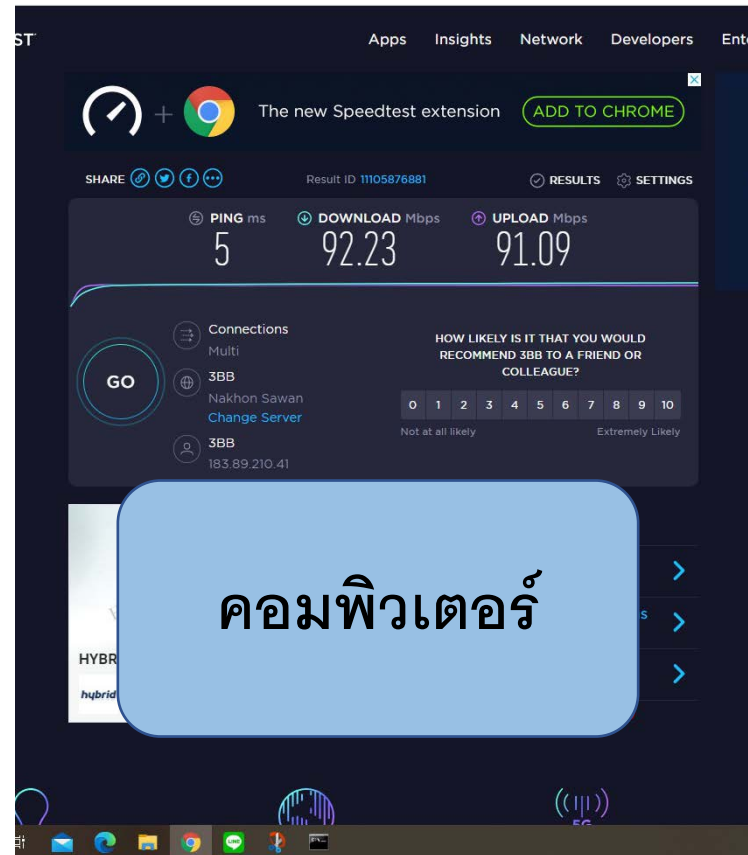 ST
Apps Insights Network Developers Ent
The new Speedtest extension ADD TO CHROME
SHARE Result ID 11105876881 RESULTS SETTINGS
PING ms DOWNLOAD Mbps UPLOAD Mbps
5 92.23 91.09
Connections
Multi
3BB
Nakhon Sawan
Change Server
3BB
183.89.210.41
GO
HOW LIKELY IS IT THAT YOU WOULD
RECOMMEND 3BB TO A FRIEND OR
COLLEAGUE?
0 1 2 3 4 5 6 7 8 9 10
Not at all likely Extremely Likely
คอมพิวเตอร์
s
HYBR
hybrid
5G